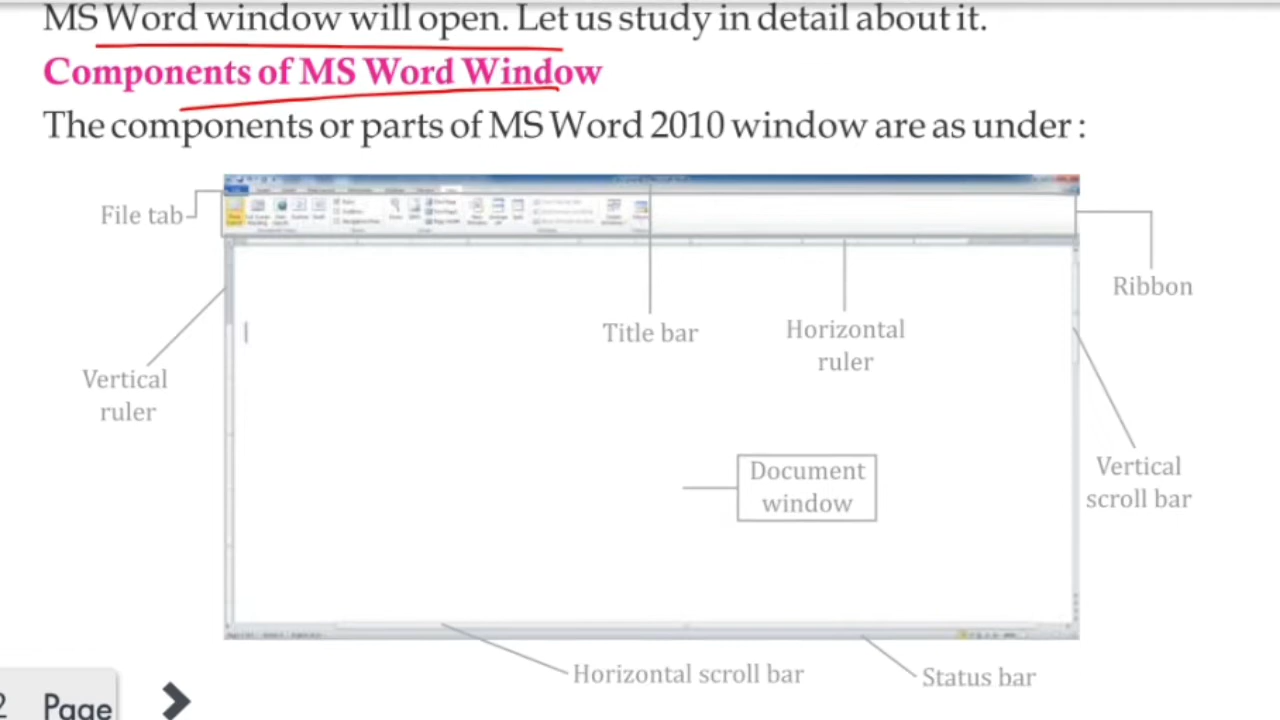 MS Word window will open. Let us study in detail about it.
Components of MS Word Window
The components or parts of MS Word 2010 window are as under :
File tab
Ribbon
Title bar
Horizontal
ruler
Vertical
ruler
Document
window
Vertical
scroll bar
Horizontal scroll bar
Status bar
2 Page